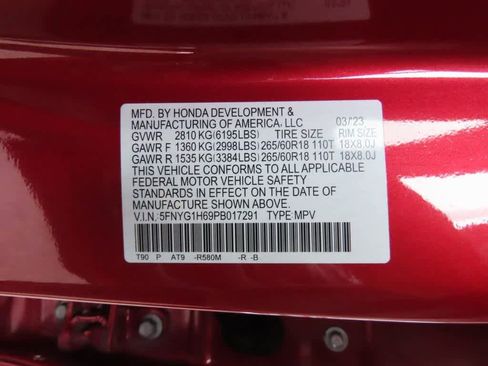 MFD. BY HONDA DEVELOPMENT &
MANUFACTURING OF AMERICA, LLC 03/23
GVWR 2810 KG(6195LBS) TIRE SIZE RIM SIZE
GAWR F 1360 KG(2998LBS) 265/60R18 110T 18X8.0J
GAWR R 1535 KG(3384LBS) 265/60R18 110T 18X8.0J
THIS VEHICLE CONFORMS TO ALL APPLICABLE
FEDERAL MOTOR VEHICLE SAFETY
STANDARDS IN EFFECT ON THE DATE OF
MANUFACTURE SHOWN ABOVE.
V.I.N, 5FNYG1H69PB017291 TYPE:MPV
T90 P AT9 -R580M -R -B